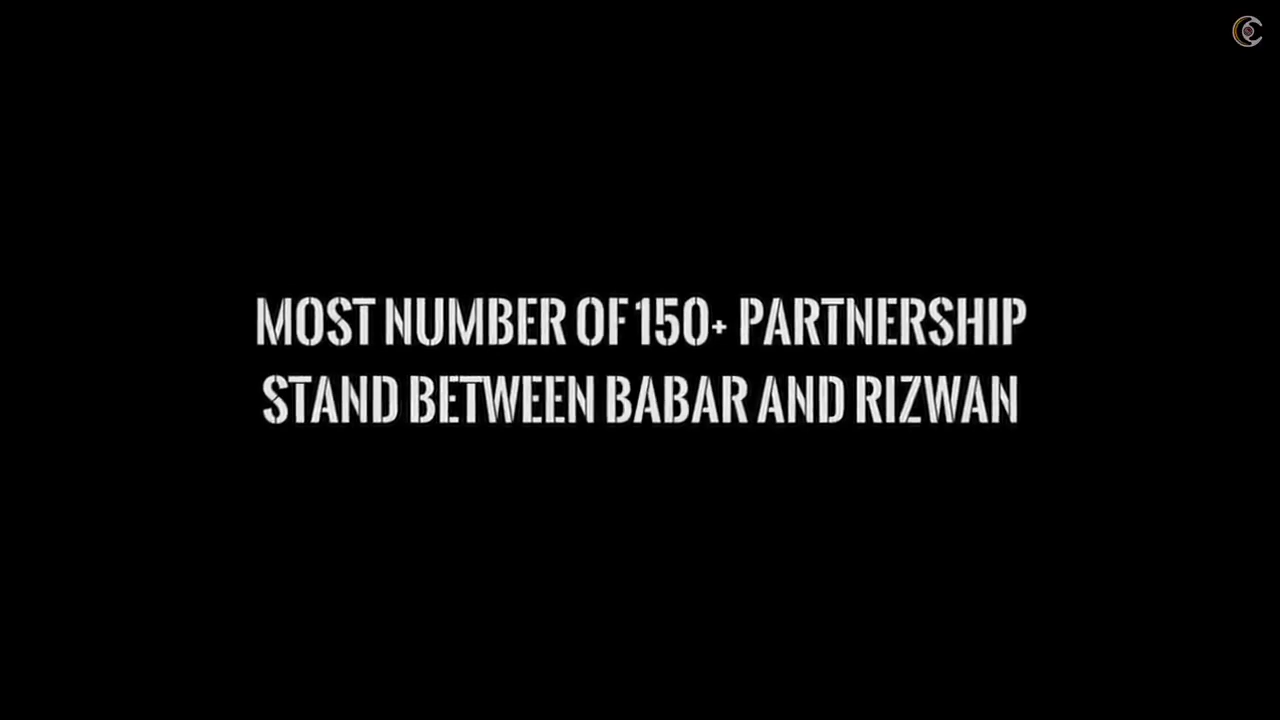 MOST NUMBER OF 150+ PARTNERSHIP
STAND BETWEEN BABAR AND RIZWAN